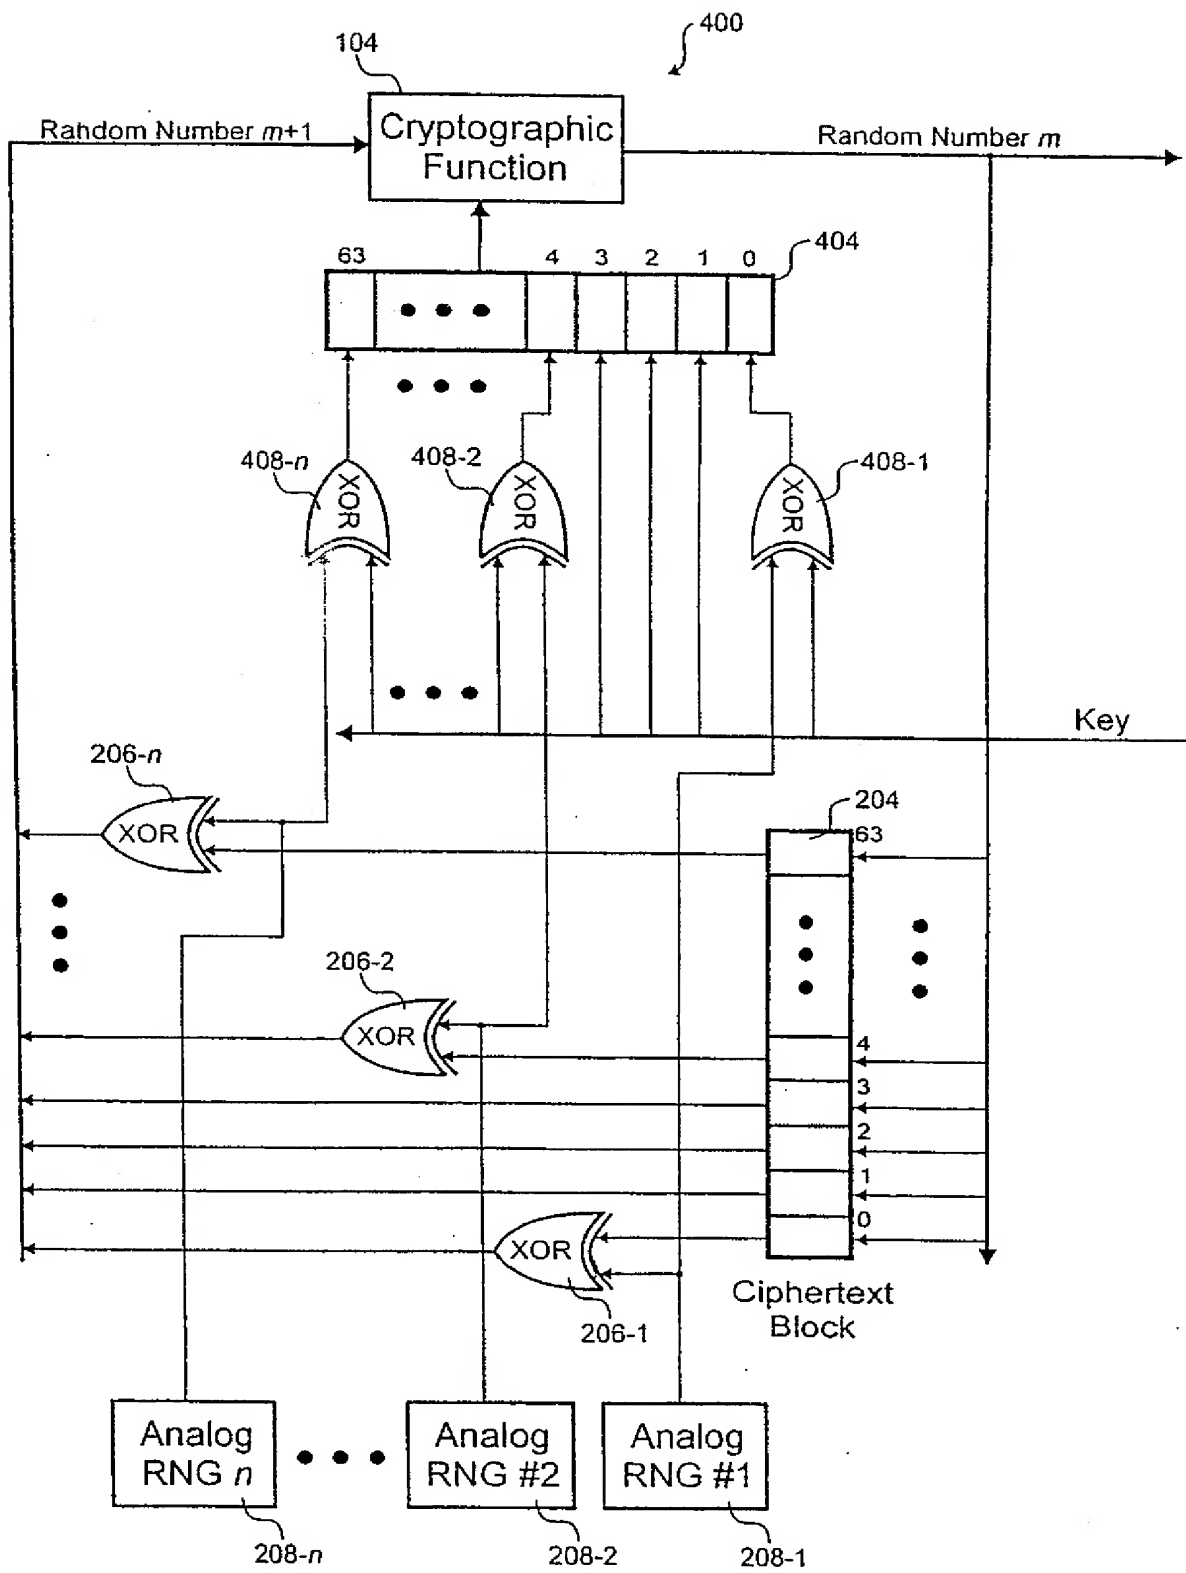 400
104
Random Number m+1
Cryptographic
Function
Random Number m
63
4
3
2
1
0
404
408-n
XOR
408-2
XOR
408-1
XOR
Key
206-n
XOR
204
63
206-2
XOR
4
3
2
1
0
XOR
206-1
Ciphertext
Block
Analog
RNG n
Analog
RNG #2
Analog
RNG #1
208-n
208-2
208-1